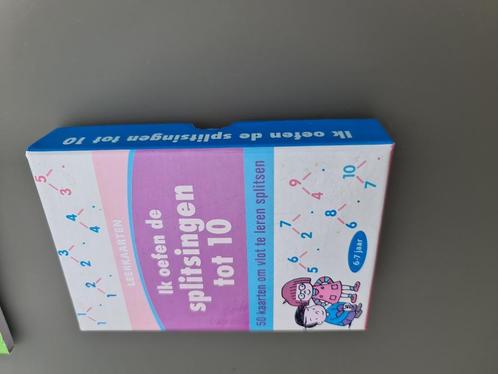 LEERKAARTEN
Ik oefen de
splitsingen
tot 10
50 kaarten om vlot te leren splitsen
6-7 jaar
Ik oefen de splitsingen tot 10